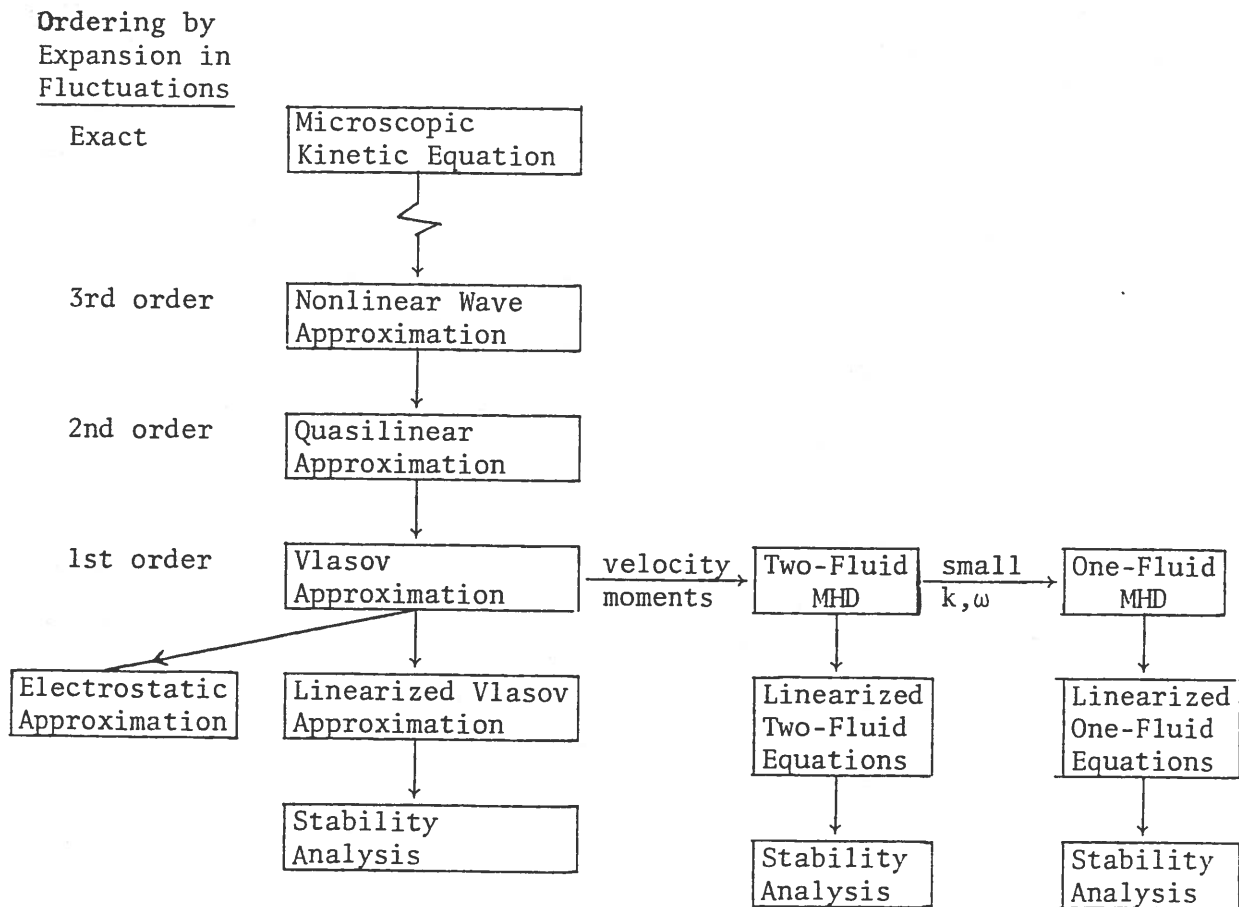 Ordering by
Expansion in
Fluctuations
Exact
Microscopic
Kinetic Equation
3rd order
Nonlinear Wave
Approximation
2nd order
Quasilinear
Approximation
1st order
Vlasov
Approximation
velocity
moments
Two-Fluid
MHD
small
k,ω
One-Fluid
MHD
Electrostatic
Approximation
Linearized Vlasov
Approximation
Linearized
Two-Fluid
Equations
Linearized
One-Fluid
Equations
Stability
Analysis
Stability
Analysis
Stability
Analysis